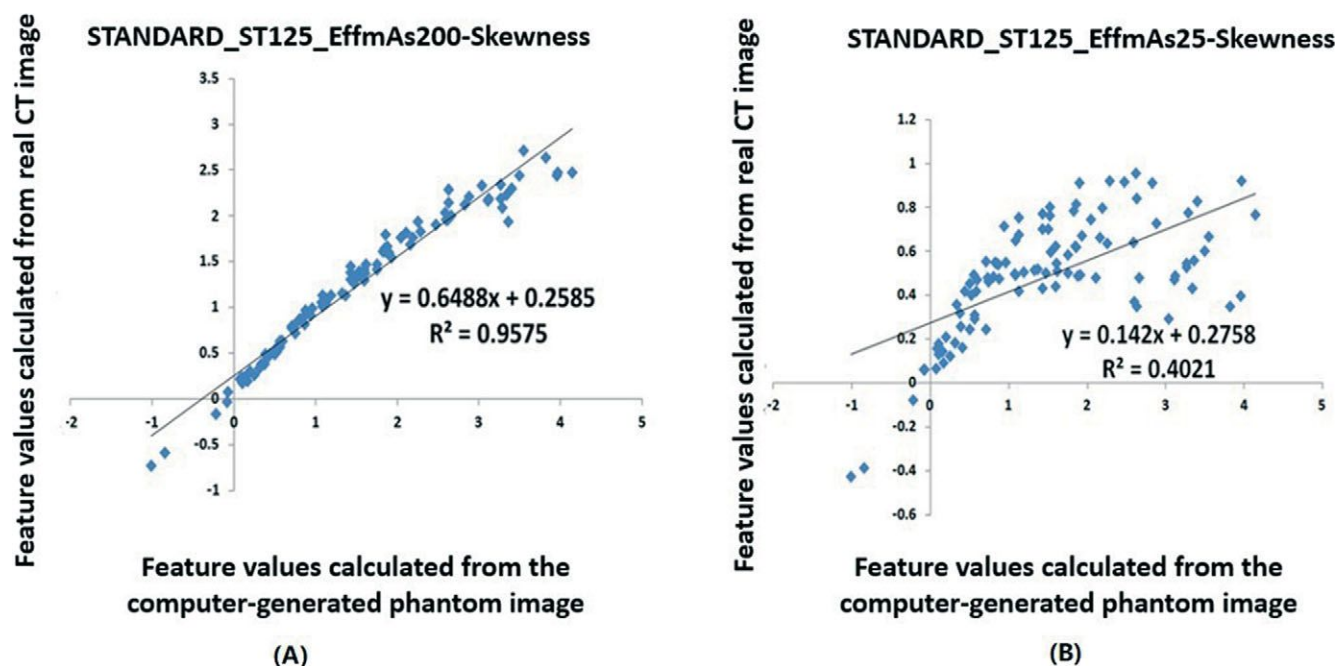 STANDARD_ST125_EffmAs200-Skewness
Feature values calculated from real CT image
3.5
3
2.5
2
1.5
1
0.5
0
-0.5
-1
-2
-1
0
1
2
3
4
5
y = 0.6488x + 0.2585
R² = 0.9575
Feature values calculated from the
computer-generated phantom image
(A)
STANDARD_ST125_EffmAs25-Skewness
Feature values calculated from real CT image
1.2
1
0.8
0.6
0.4
0.2
0
-0.2
-0.4
-0.6
-2
-1
0
1
2
3
4
5
y = 0.142x + 0.2758
R² = 0.4021
Feature values calculated from the
computer-generated phantom image
(B)